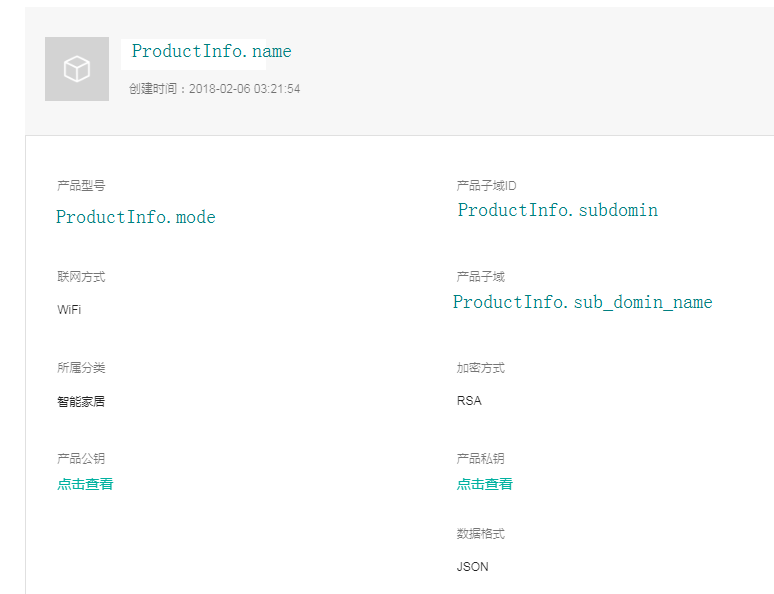 ProductInfo.name
创建时间：2018-02-06 03:21:54
产品型号
产品子域ID
ProductInfo.mode
ProductInfo.subdomin
联网方式
产品子域
WiFi
ProductInfo.sub_domin_name
所属分类
加密方式
智能家居
RSA
产品公钥
产品私钥
点击查看
点击查看
数据格式
JSON